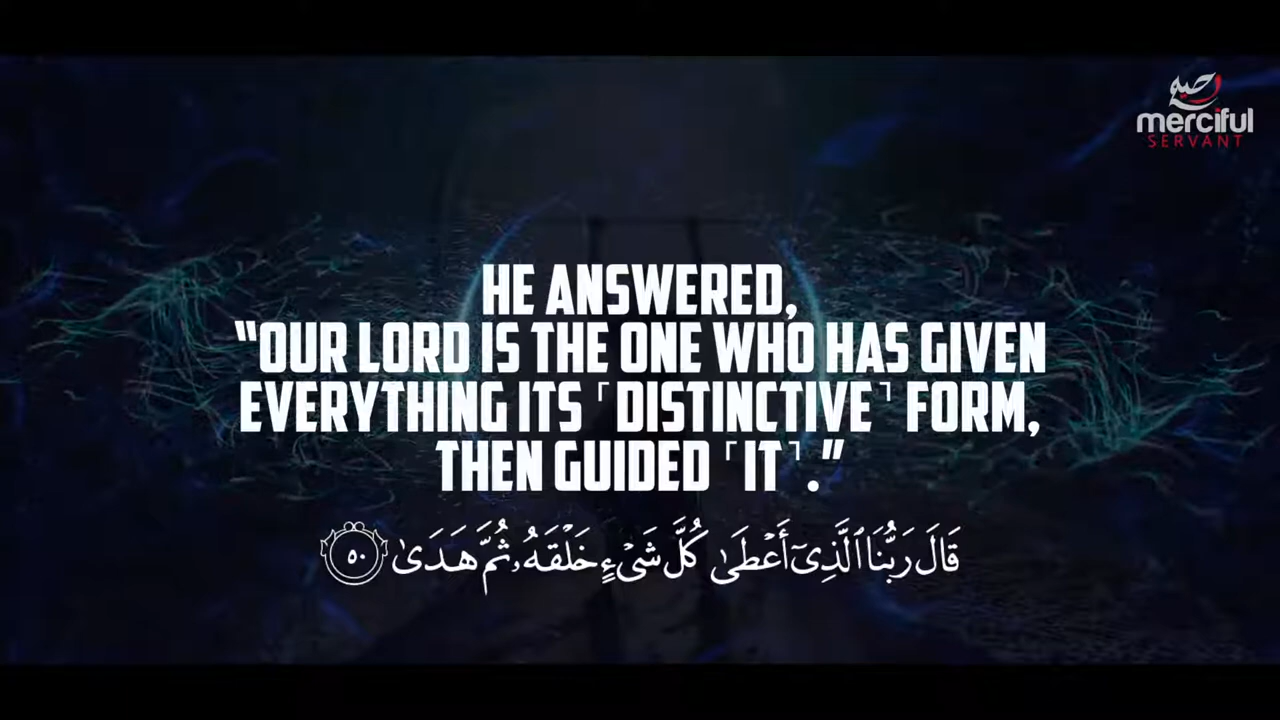 merciful
SERVANT
HE ANSWERED,
“OUR LORD IS THE ONE WHO HAS GIVEN
EVERYTHING ITS ⸢DISTINCTIVE⸣ FORM,
THEN GUIDED ⸢IT⸣.”
قَالَ رَبُّنَا ٱلَّذِىٓ أَعْطَىٰ كُلَّ شَىْءٍ خَلْقَهُۥ ثُمَّ هَدَىٰ ٥٠